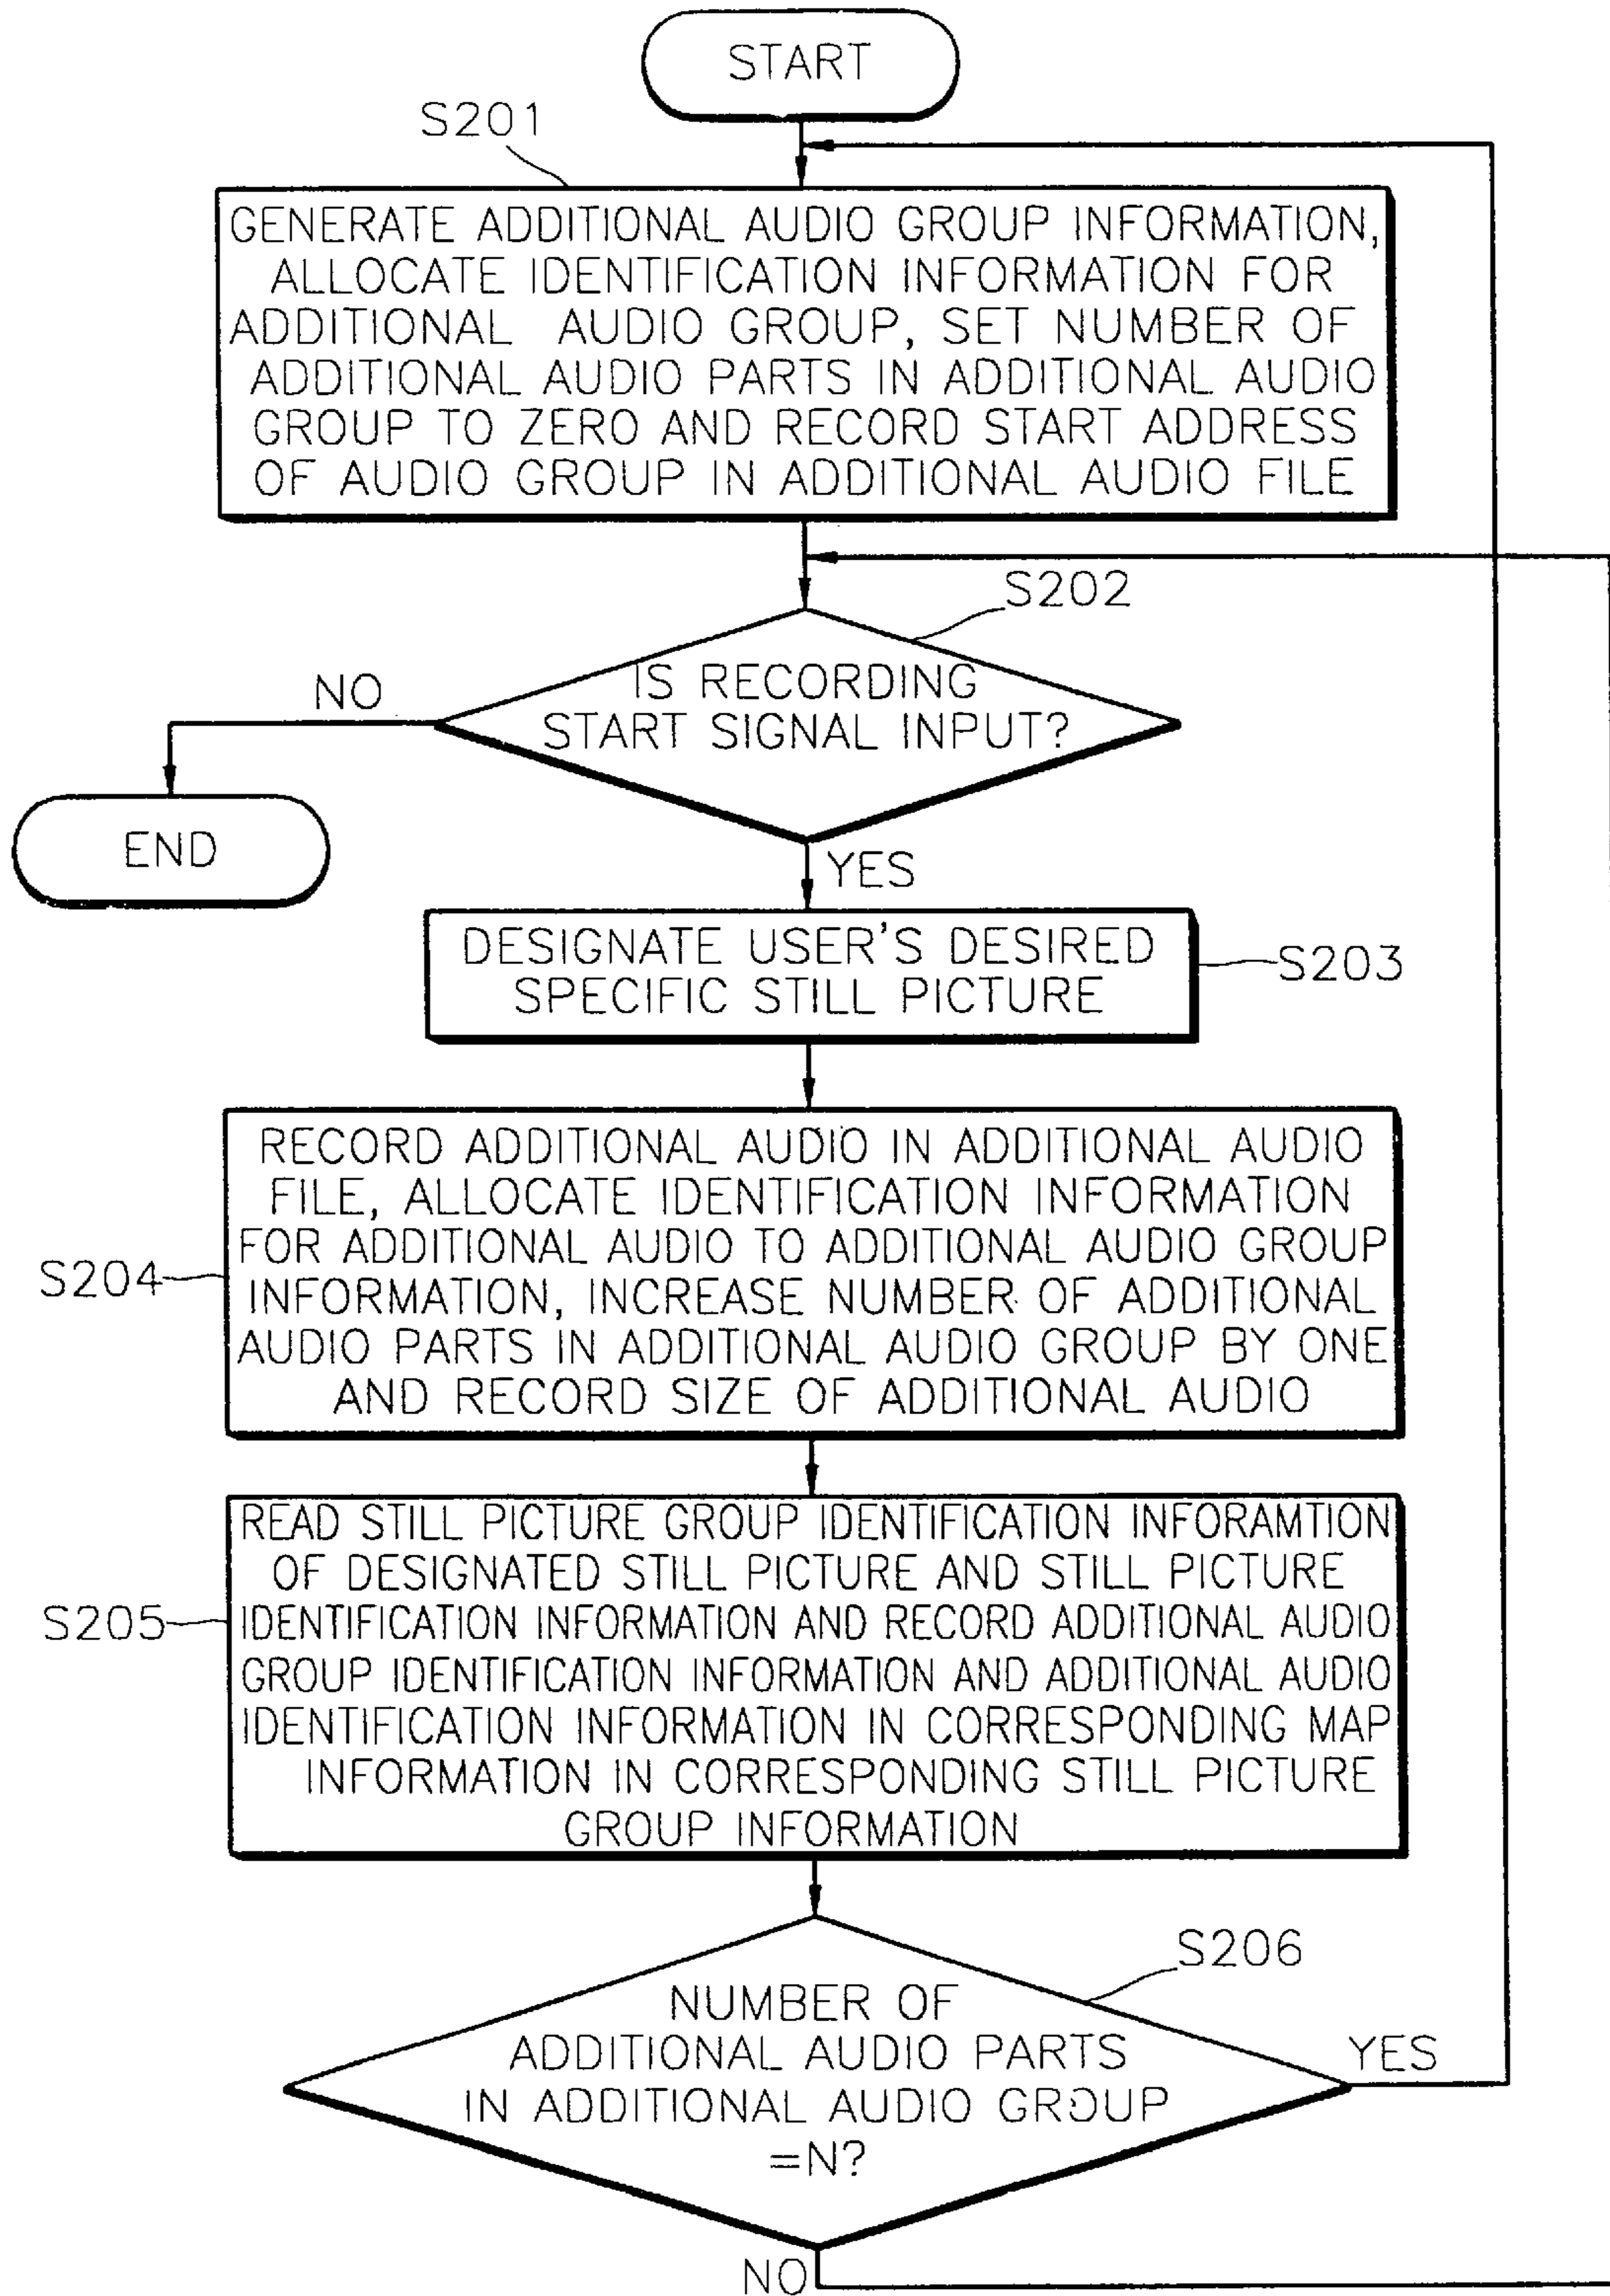 START
S201
GENERATE ADDITIONAL AUDIO GROUP INFORMATION,
ALLOCATE IDENTIFICATION INFORMATION FOR
ADDITIONAL AUDIO GROUP, SET NUMBER OF
ADDITIONAL AUDIO PARTS IN ADDITIONAL AUDIO
GROUP TO ZERO AND RECORD START ADDRESS
OF AUDIO GROUP IN ADDITIONAL AUDIO FILE
S202
IS RECORDING
START SIGNAL INPUT?
NO
END
YES
DESIGNATE USER'S DESIRED
SPECIFIC STILL PICTURE
S203
RECORD ADDITIONAL AUDIO IN ADDITIONAL AUDIO
FILE, ALLOCATE IDENTIFICATION INFORMATION
FOR ADDITIONAL AUDIO TO ADDITIONAL AUDIO GROUP
INFORMATION, INCREASE NUMBER OF ADDITIONAL
AUDIO PARTS IN ADDITIONAL AUDIO GROUP BY ONE
AND RECORD SIZE OF ADDITIONAL AUDIO
S204
READ STILL PICTURE GROUP IDENTIFICATION INFORAMTION
OF DESIGNATED STILL PICTURE AND STILL PICTURE
IDENTIFICATION INFORMATION AND RECORD ADDITIONAL AUDIO
GROUP IDENTIFICATION INFORMATION AND ADDITIONAL AUDIO
IDENTIFICATION INFORMATION IN CORRESPONDING MAP
INFORMATION IN CORRESPONDING STILL PICTURE
GROUP INFORMATION
S205
S206
NUMBER OF
ADDITIONAL AUDIO PARTS
IN ADDITIONAL AUDIO GROUP
=N?
YES
NO